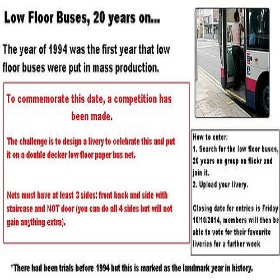 Low Floor Buses, 20 years on...
The year of 1994 was the first year that low
floor buses were put in mass production.
To commemorate this date, a competition has
been made.
The challenge is to design a livery to celebrate this and put
it on a double decker low floor paper bus net.
Nets must have at least 3 sides: front back and side with
staircase and NOT door (you can do all 4 sides but will not
gain anything extra).
How to enter:
1. Search for the low floor buses,
20 years on group on flickr and
join it.
2. Upload your livery.
Closing date for entries is Friday
10/10/2014, members will then be
able to vote for their favourite
liveries for a further week
*There had been trials before 1994 but this is marked as the landmark year in history.